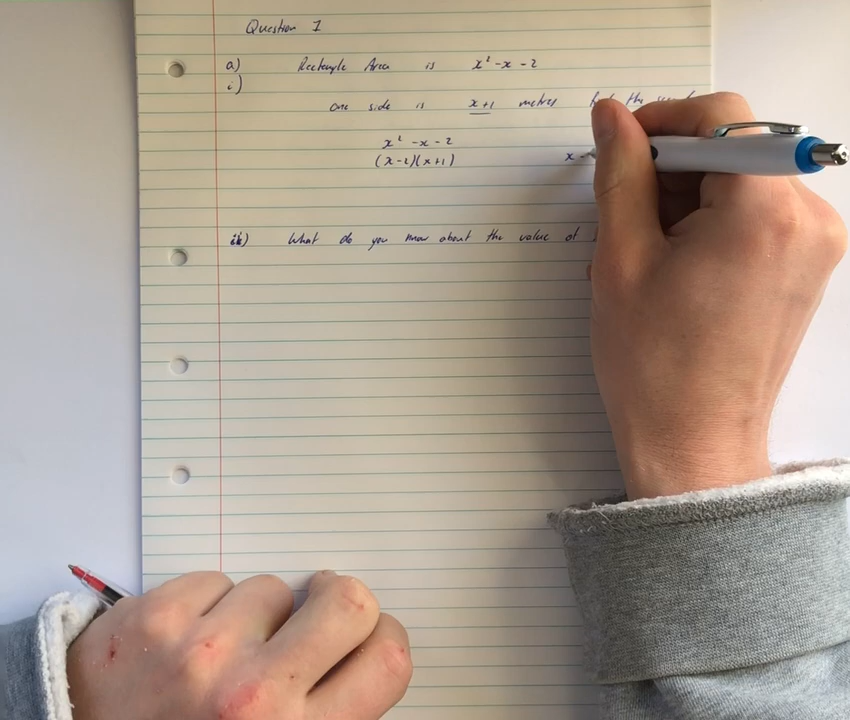 Question 1
a) Rectangle Area is x² -x - 2
i)
one side is x+1 metres find the
x² -x - 2
(x-2)(x+1) x -
ii) What do you know about the value of